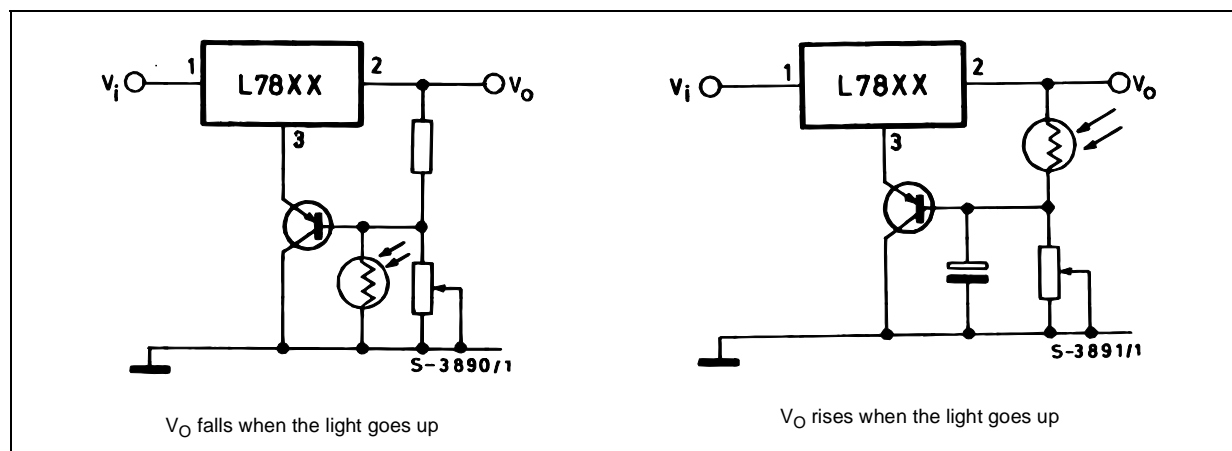 V_i
1
L78XX
2
V_O
3
S-3890/1
V_O falls when the light goes up
V_i
1
L78XX
2
V_O
3
S-3891/1
V_O rises when the light goes up